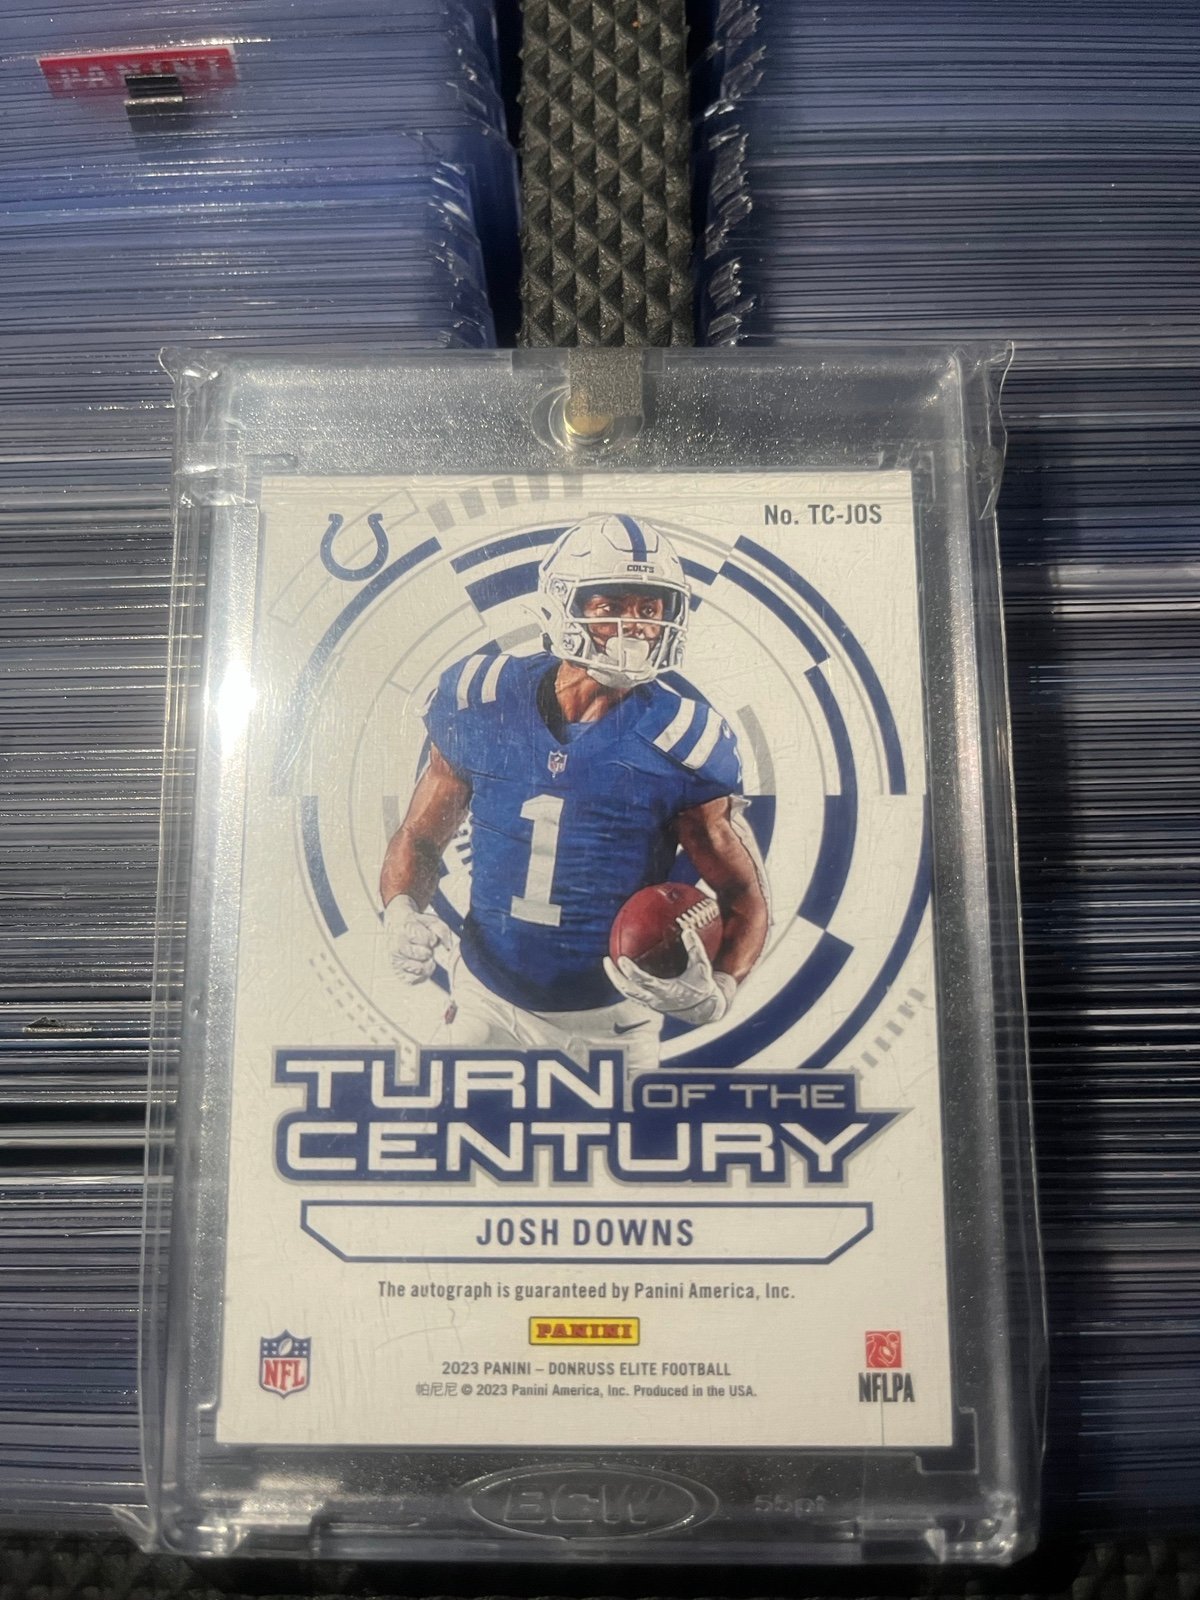 PANINI
No. TC-JOS
COLTS
1
TURN OF THE
CENTURY
JOSH DOWNS
The autograph is guaranteed by Panini America, Inc.
PANINI
NFL
2023 PANINI – DONRUSS ELITE FOOTBALL
帕尼尼 © 2023 Panini America, Inc. Produced in the USA.
NFLPA
BCW
55pt